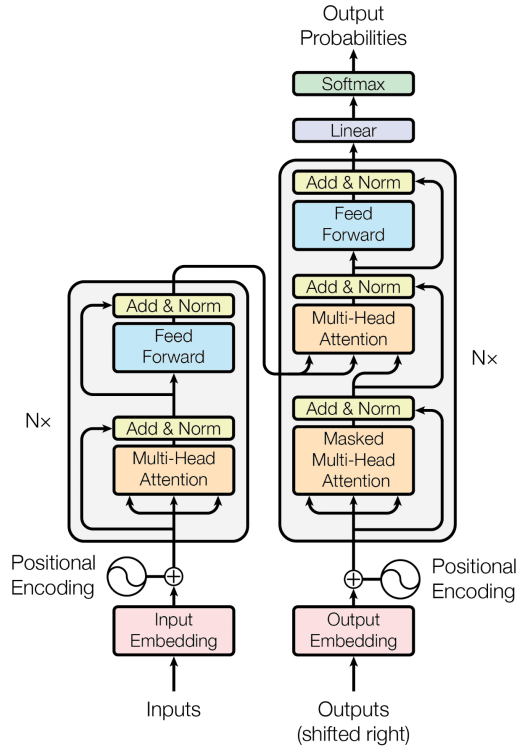 Output
Probabilities
Softmax
Linear
Add & Norm
Feed
Forward
Add & Norm
Multi-Head
Attention
Add & Norm
Masked
Multi-Head
Attention
N×
Add & Norm
Feed
Forward
N×
Add & Norm
Multi-Head
Attention
Positional
Encoding
Positional
Encoding
Input
Embedding
Output
Embedding
Inputs
Outputs
(shifted right)